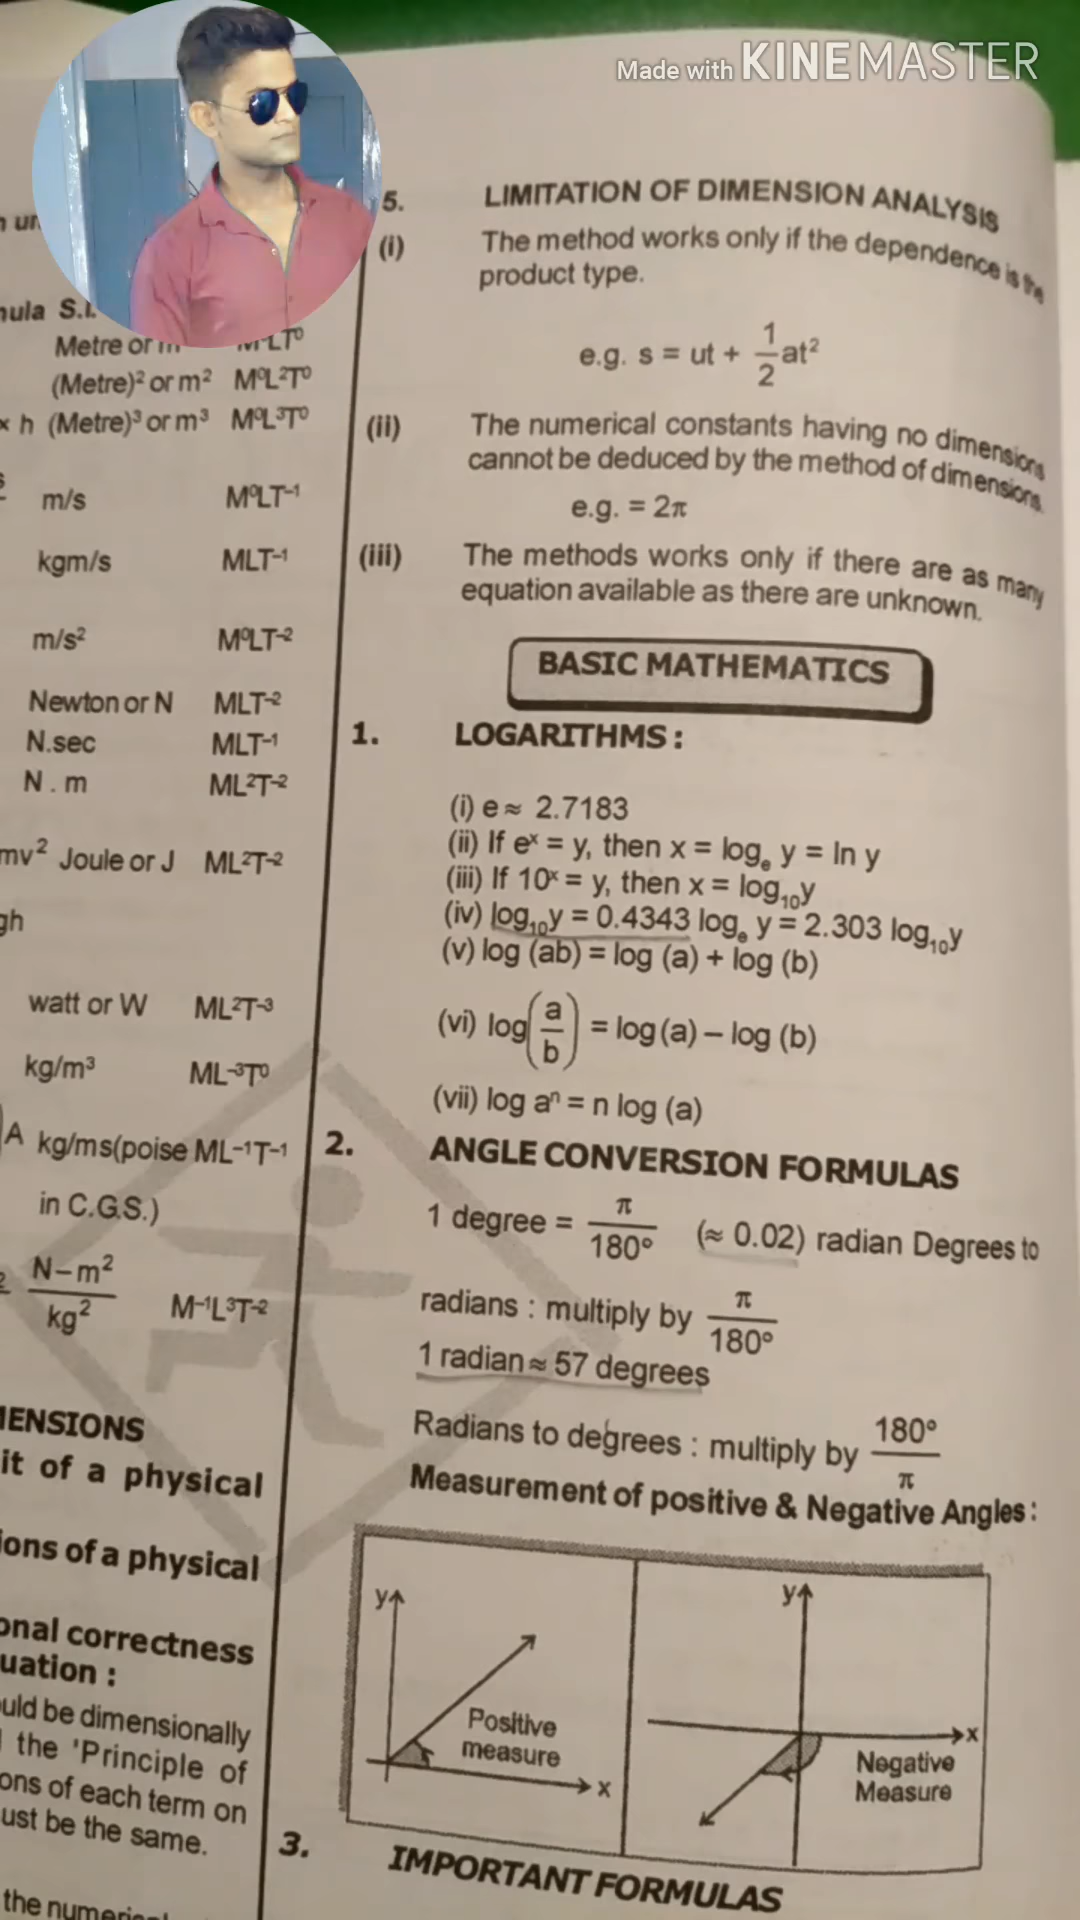 Made with KINEMASTER
S.I.
Metre or m
(Metre)² or m² M⁰L²T⁰
× h (Metre)³ or m³ M⁰L³T⁰
m/s M⁰LT⁻¹
kgm/s MLT⁻¹
m/s² M⁰LT⁻²
Newton or N MLT⁻²
N.sec MLT⁻¹
N . m ML²T⁻²
mv² Joule or J ML²T⁻²
gh
watt or W ML²T⁻³
kg/m³ ML⁻³T⁰
A kg/ms(poise ML⁻¹T⁻¹
in C.G.S.)
N–m²/kg² M⁻¹L³T⁻²
it of a physical
of a physical
correctness
:
be dimensionally
the 'Principle of
of each term on
be the same.
the
5. LIMITATION OF DIMENSION ANALYSIS
(i) The method works only if the dependence is the
product type.
e.g. s = ut + 1/2 at²
(ii) The numerical constants having no dimensions
cannot be deduced by the method of dimensions.
e.g. = 2π
(iii) The methods works only if there are as many
equation available as there are unknown.
BASIC MATHEMATICS
1. LOGARITHMS :
(i) e ≈ 2.7183
(ii) If eˣ = y, then x = logₑ y = ln y
(iii) If 10ˣ = y, then x = log₁₀y
(iv) log₁₀y = 0.4343 logₑ y = 2.303 log₁₀y
(v) log (ab) = log (a) + log (b)
(vi) log(a/b) = log (a) – log (b)
(vii) log aⁿ = n log (a)
2. ANGLE CONVERSION FORMULAS
1 degree = π/180° (≈ 0.02) radian Degrees to
radians : multiply by π/180°
1 radian ≈ 57 degrees
Radians to degrees : multiply by 180°/π
Measurement of positive & Negative Angles :
y
Positive
measure
x
y
x
Negative
Measure
3. IMPORTANT FORMULAS